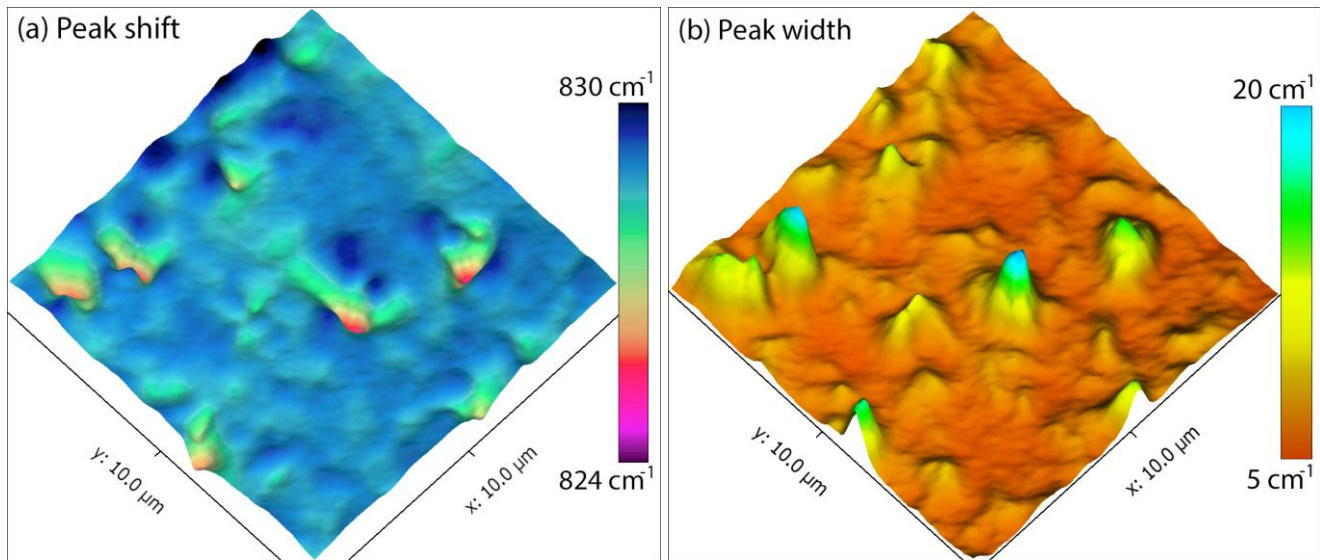 (a) Peak shift
830 cm⁻¹
824 cm⁻¹
y: 10.0 µm
x: 10.0 µm
(b) Peak width
20 cm⁻¹
5 cm⁻¹
y: 10.0 µm
x: 10.0 µm